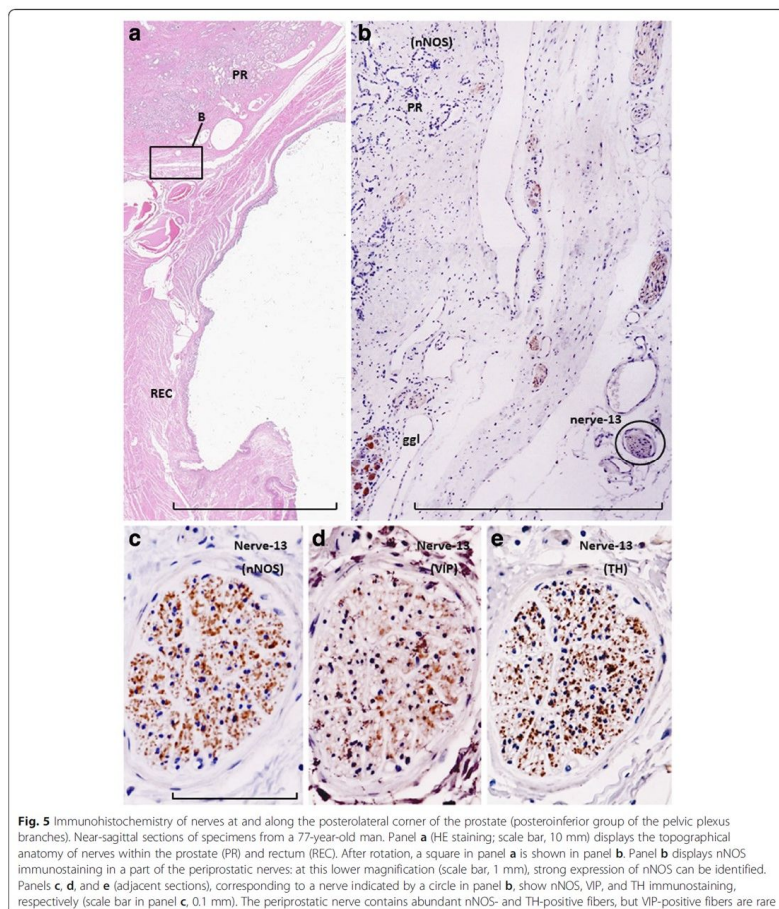 a
PR
B
REC
b
(nNOS)
PR
ggl
nerve-13
c
Nerve-13
(nNOS)
d
Nerve-13
(VIP)
e
Nerve-13
(TH)
Fig. 5 Immunohistochemistry of nerves at and along the posterolateral corner of the prostate (posteroinferior group of the pelvic plexus
branches). Near-sagittal sections of specimens from a 77-year-old man. Panel a (HE staining; scale bar, 10 mm) displays the topographical
anatomy of nerves within the prostate (PR) and rectum (REC). After rotation, a square in panel a is shown in panel b. Panel b displays nNOS
immunostaining in a part of the periprostatic nerves: at this lower magnification (scale bar, 1 mm), strong expression of nNOS can be identified.
Panels c, d, and e (adjacent sections), corresponding to a nerve indicated by a circle in panel b, show nNOS, VIP, and TH immunostaining,
respectively (scale bar in panel c, 0.1 mm). The periprostatic nerve contains abundant nNOS- and TH-positive fibers, but VIP-positive fibers are rare